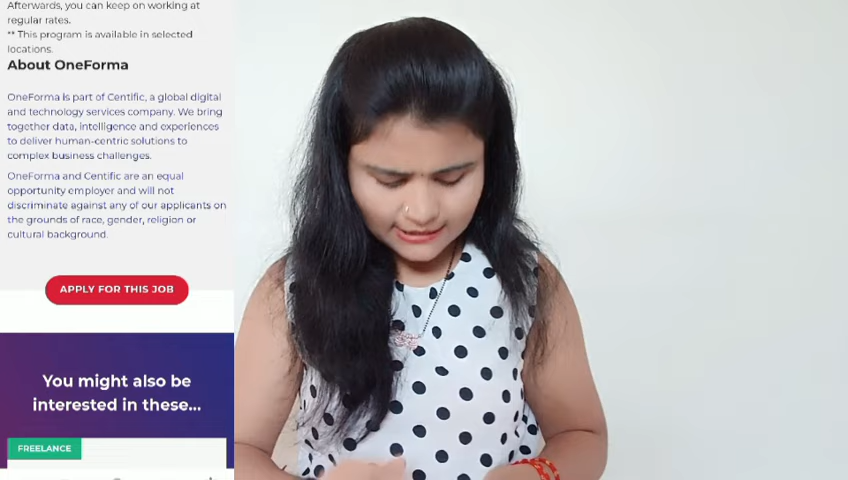 Afterwards, you can keep on working at
regular rates.
** This program is available in selected
locations.
About OneForma
OneForma is part of Centific, a global digital
and technology services company. We bring
together data, intelligence and experiences
to deliver human-centric solutions to
complex business challenges.
OneForma and Centific are an equal
opportunity employer and will not
discriminate against any of our applicants on
the grounds of race, gender, religion or
cultural background.
APPLY FOR THIS JOB
You might also be
interested in these...
FREELANCE